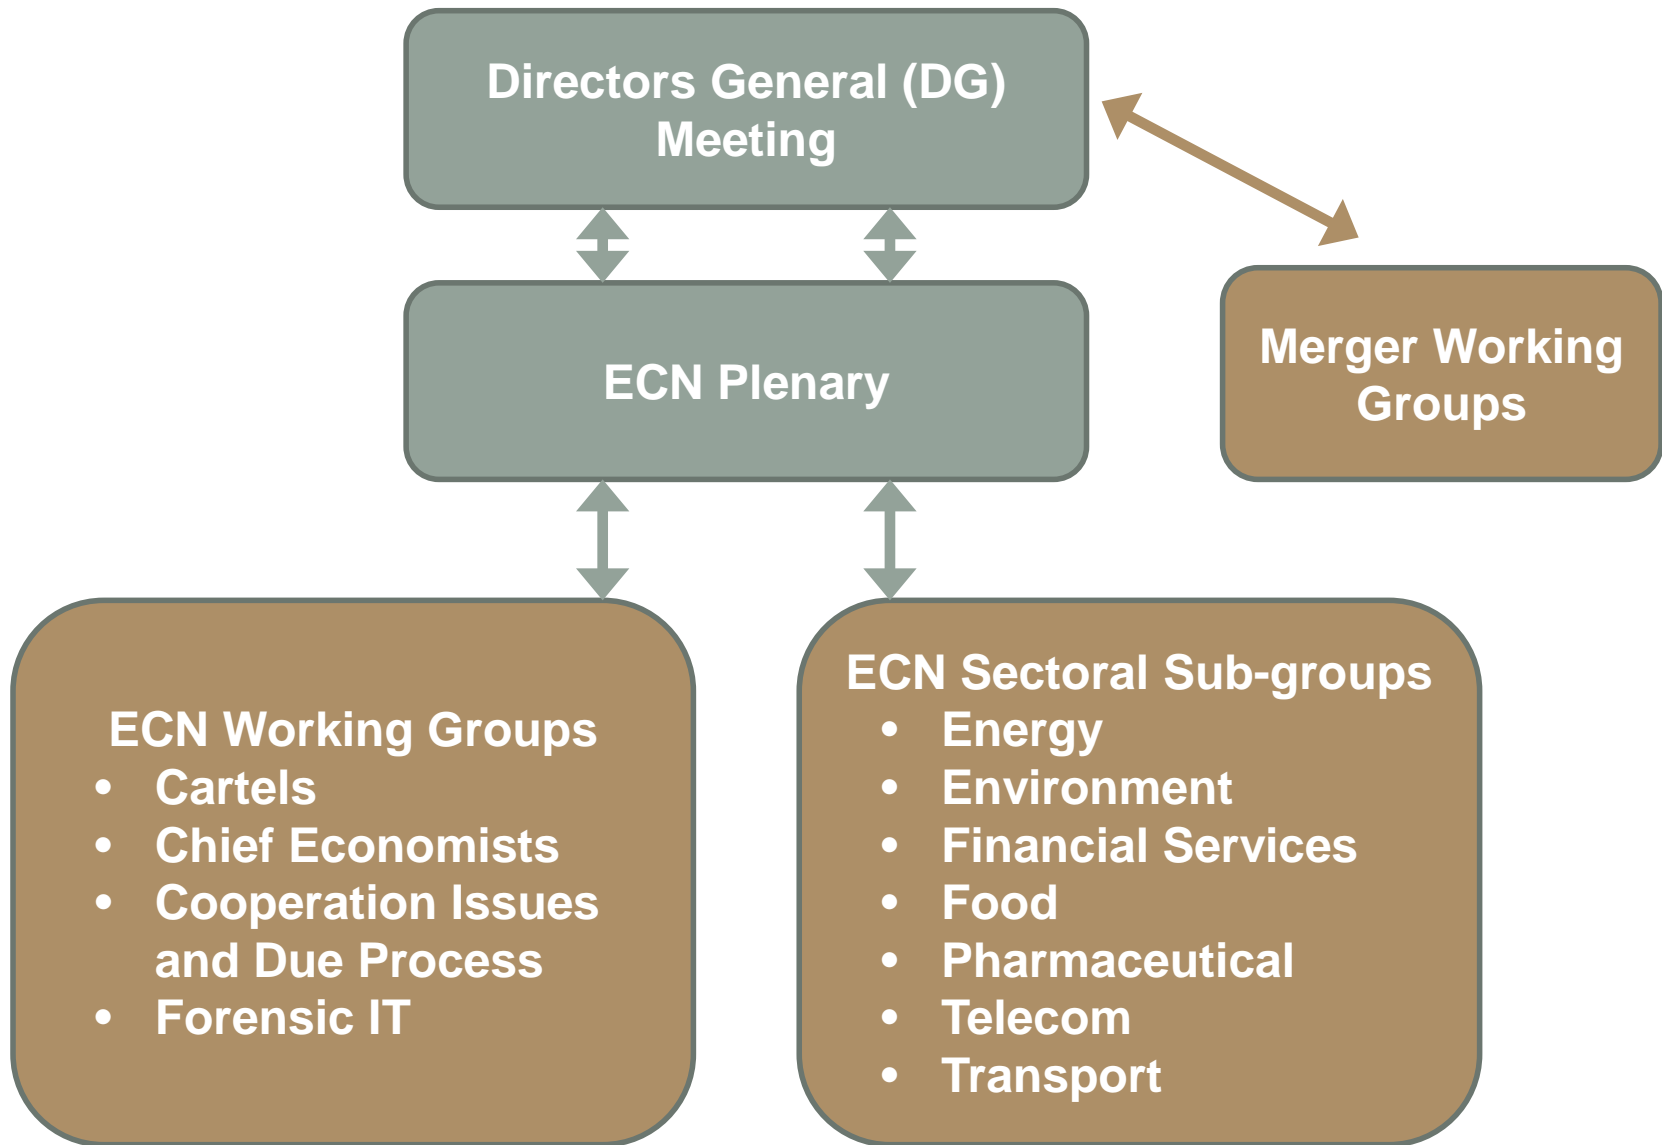 Directors General (DG)
Meeting
ECN Plenary
Merger Working
Groups
ECN Working Groups
• Cartels
• Chief Economists
• Cooperation Issues
and Due Process
• Forensic IT
ECN Sectoral Sub-groups
• Energy
• Environment
• Financial Services
• Food
• Pharmaceutical
• Telecom
• Transport